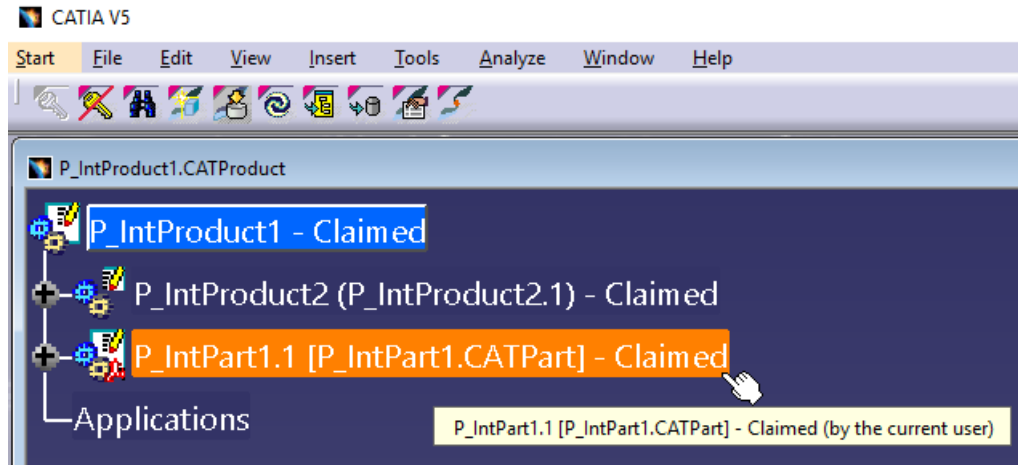 CATIA V5
Start File Edit View Insert Tools Analyze Window Help
P_IntProduct1.CATProduct
P_IntProduct1 - Claimed
P_IntProduct2 (P_IntProduct2.1) - Claimed
P_IntPart1.1 [P_IntPart1.CATPart] - Claimed
Applications
P_IntPart1.1 [P_IntPart1.CATPart] - Claimed (by the current user)